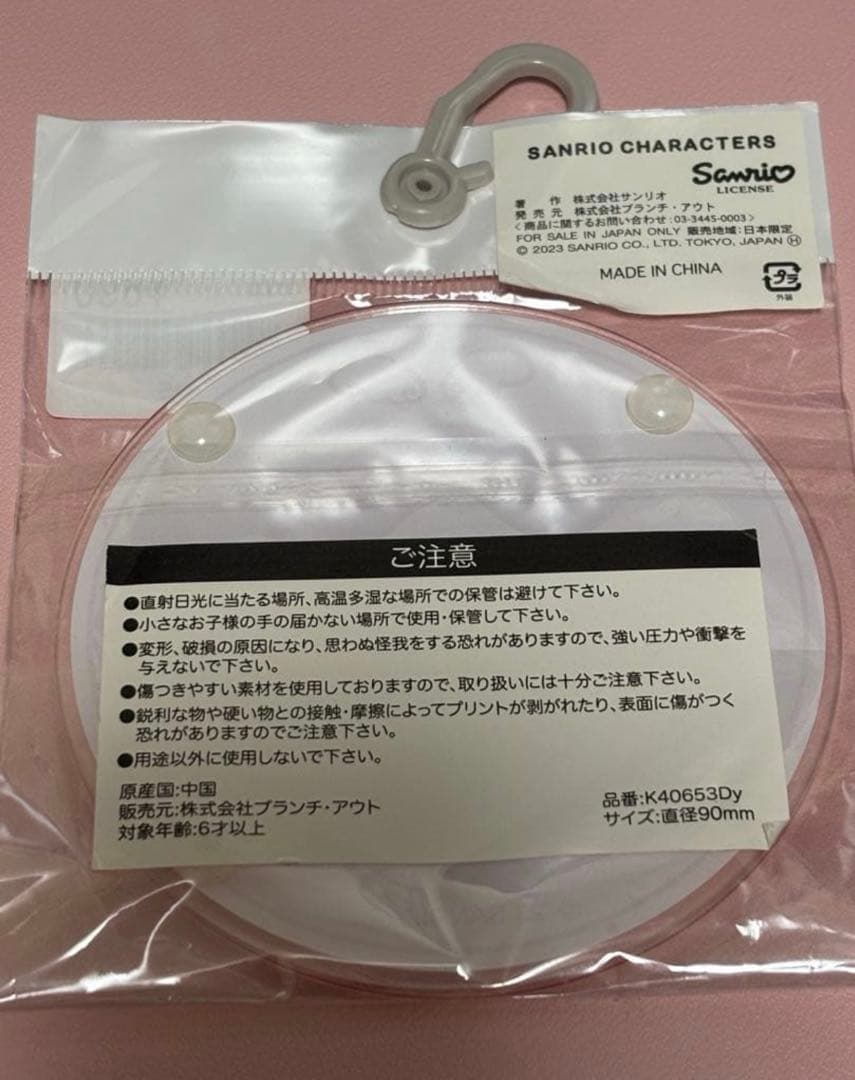 SANRIO CHARACTERS
Sanrio
LICENSE
著　作 株式会社サンリオ
発売元 株式会社ブランチ・アウト
<商品に関するお問い合わせ:03-3445-0003>
FOR SALE IN JAPAN ONLY 販売地域:日本限定
© 2023 SANRIO CO., LTD. TOKYO, JAPAN Ⓗ
MADE IN CHINA
プラ
外装
ご注意
●直射日光に当たる場所、高温多湿な場所での保管は避けて下さい。
●小さなお子様の手の届かない場所で使用・保管して下さい。
●変形、破損の原因になり、思わぬ怪我をする恐れがありますので、強い圧力や衝撃を
与えないで下さい。
●傷つきやすい素材を使用しておりますので、取り扱いには十分ご注意下さい。
●鋭利な物や硬い物との接触・摩擦によってプリントが剥がれたり、表面に傷がつく
恐れがありますのでご注意下さい。
●用途以外に使用しないで下さい。
原産国:中国
販売元:株式会社ブランチ・アウト
対象年齢:6才以上
品番:K40653Dy
サイズ:直径90mm